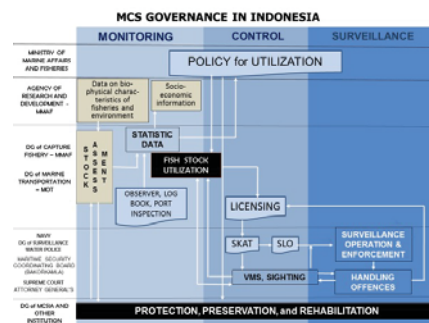 MCS GOVERNANCE IN INDONESIA
MONITORING
CONTROL
SURVEILLANCE
MINISTRY OF
MARINE AFFAIRS
AND FISHERIES
POLICY for UTILIZATION
AGENCY OF
RESEARCH AND
DEVELOPMENT –
MMAF
Data on bio-
physical charac-
teristics of
fisheries and
environment
Socio-
economic
information
STATISTIC
DATA
DG of CAPTURE
FISHERY – MMAF
DG of MARINE
TRANSPORTATION – MOT
STOCK
ASSESS
MENT
FISH STOCK
UTILIZATION
OBSERVER, LOG
BOOK, PORT
INSPECTION
LICENSING
SKAT
SLO
NAVY
DG of SURVEILLANCE
WATER POLICE
MARITIME SECURITY
COORDINATING BOARD
(BAKORKAMLA)
SUPREME COURT
ATTORNEY GENERAL'S
SURVEILLANCE
OPERATION &
ENFORCEMENT
VMS, SIGHTING
HANDLING
OFFENCES
DG of MCSIA AND
OTHER
INSTITUTION
PROTECTION, PRESERVATION, and REHABILITATION